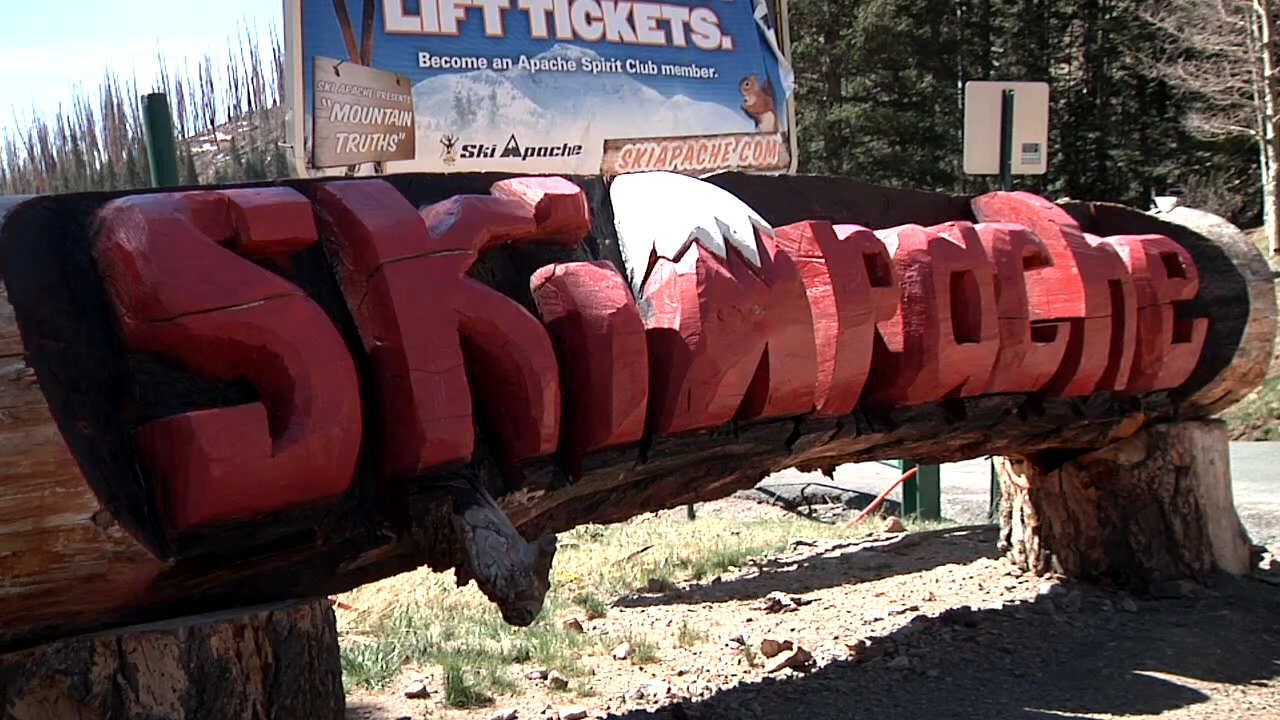 LIFT TICKETS.
Become an Apache Spirit Club member.
SKI APACHE PRESENTS
"MOUNTAIN
TRUTHS"
Ski Apache
SKIAPACHE.COM
SKI APACHE